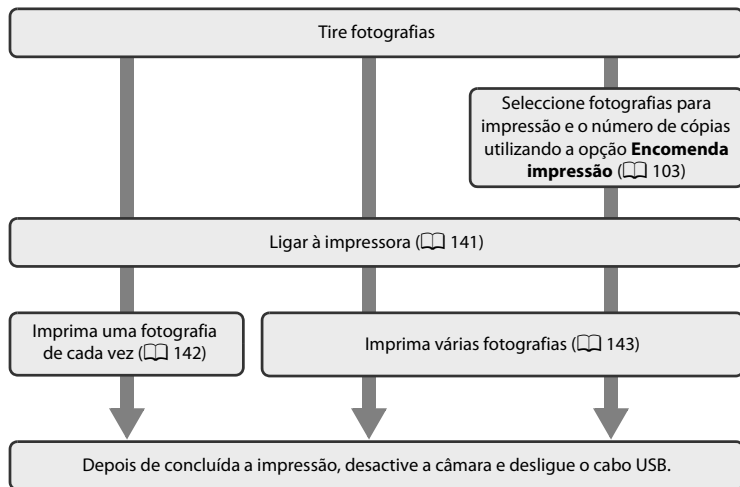 Tire fotografias
Seleccione fotografias para
impressão e o número de cópias
utilizando a opção Encomenda
impressão (📖 103)
Ligar à impressora (📖 141)
Imprima uma fotografia
de cada vez (📖 142)
Imprima várias fotografias (📖 143)
Depois de concluída a impressão, desactive a câmara e desligue o cabo USB.